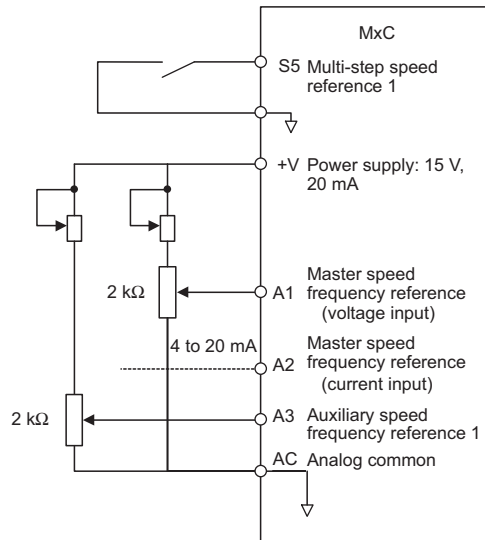 MxC
S5 Multi-step speed
reference 1
+V Power supply: 15 V,
20 mA
2 kΩ
A1 Master speed
frequency reference
(voltage input)
4 to 20 mA
A2 Master speed
frequency reference
(current input)
2 kΩ
A3 Auxiliary speed
frequency reference 1
AC Analog common